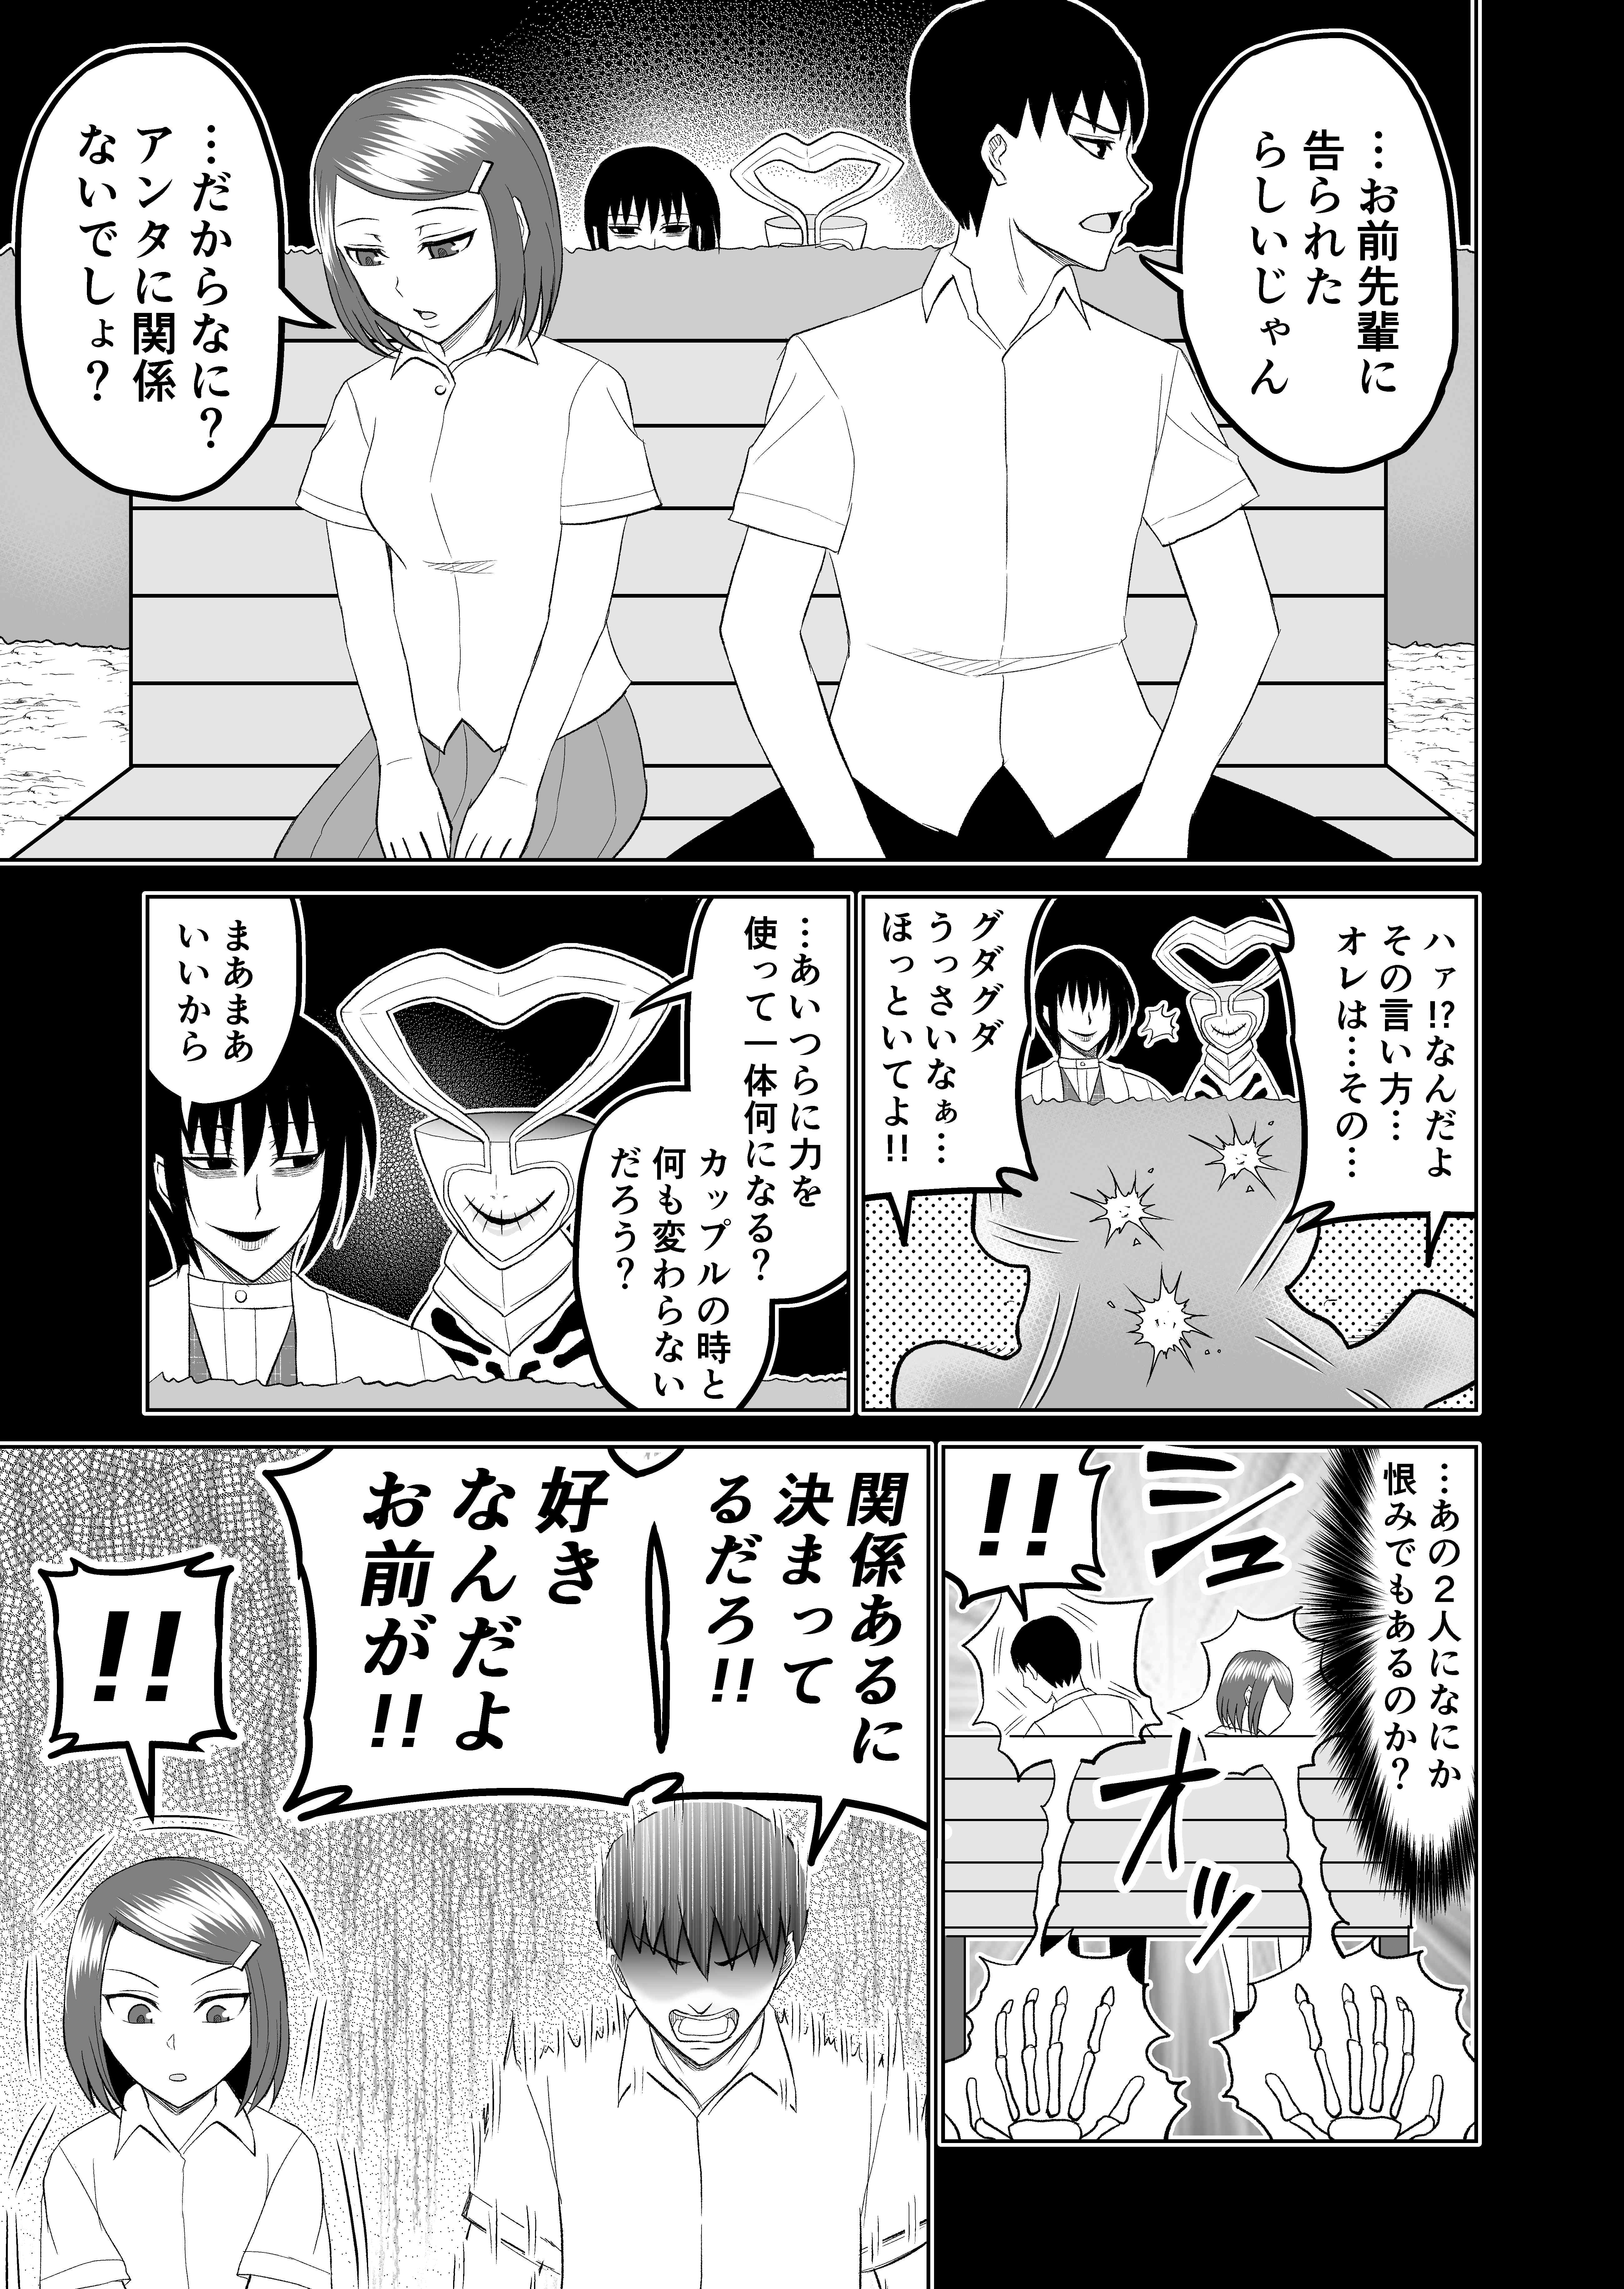 …お前先輩に
告られた
らしいじゃん
…だからなに？
アンタに関係
ないでしょ？
ハァ!?なんだよ
その言い方…
オレは…その…
グダグダ
うっさいなぁ…
ほっといてよ!!
…あいつらに力を
使って一体何になる？
カップルの時と
何も変わらない
だろう？
まあまあ
いいから
…あの2人になにか
恨みでもあるのか？
シュオッ
!!
関係あるに
決まって
るだろ!!
好き
なんだよ
お前が!!
!!